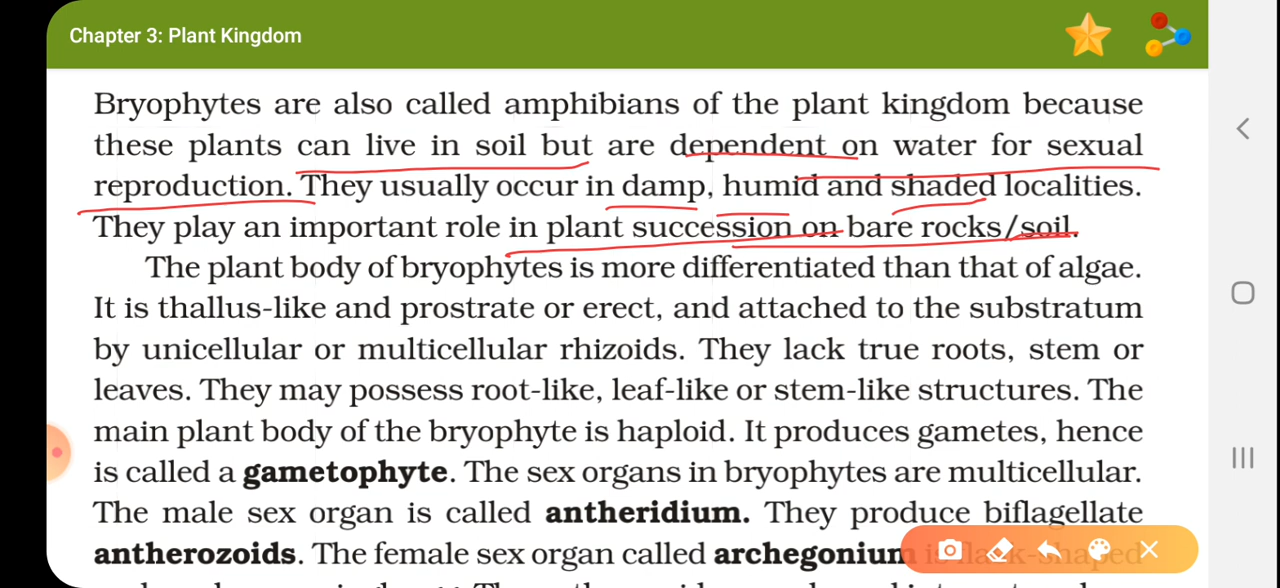 Chapter 3: Plant Kingdom
Bryophytes are also called amphibians of the plant kingdom because
these plants can live in soil but are dependent on water for sexual
reproduction. They usually occur in damp, humid and shaded localities.
They play an important role in plant succession on bare rocks/soil.
The plant body of bryophytes is more differentiated than that of algae.
It is thallus-like and prostrate or erect, and attached to the substratum
by unicellular or multicellular rhizoids. They lack true roots, stem or
leaves. They may possess root-like, leaf-like or stem-like structures. The
main plant body of the bryophyte is haploid. It produces gametes, hence
is called a gametophyte. The sex organs in bryophytes are multicellular.
The male sex organ is called antheridium. They produce biflagellate
antherozoids. The female sex organ called archegonium is flask-shaped